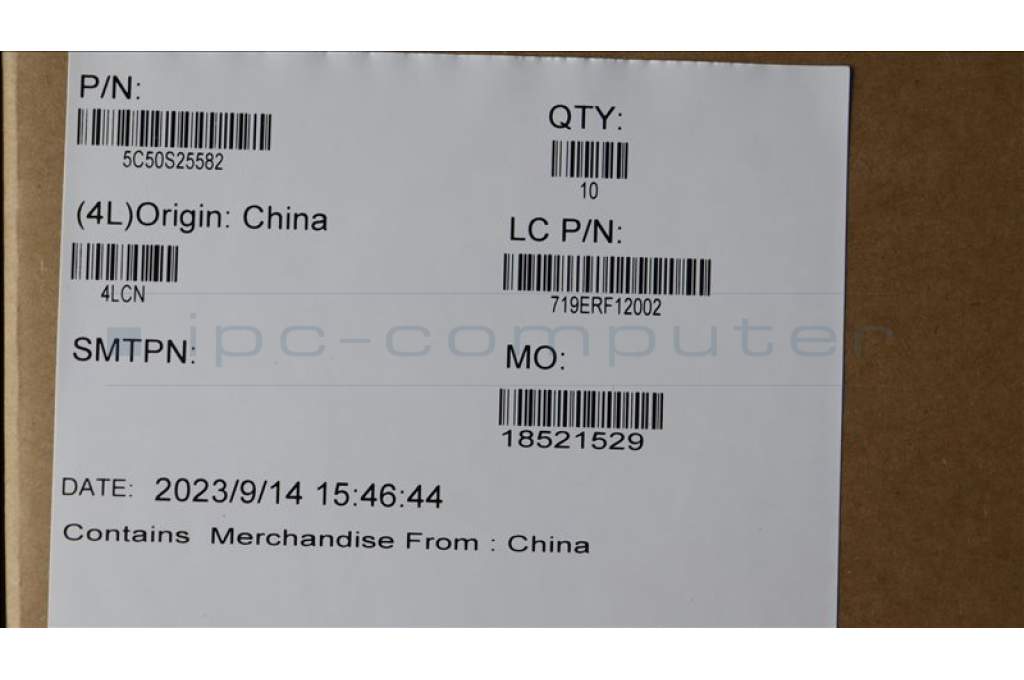 P/N:
5C50S25582
QTY:
10
(4L)Origin: China
4LCN
LC P/N:
719ERF12002
ipc-computer
SMTPN:
MO:
18521529
DATE: 2023/9/14 15:46:44
Contains Merchandise From : China